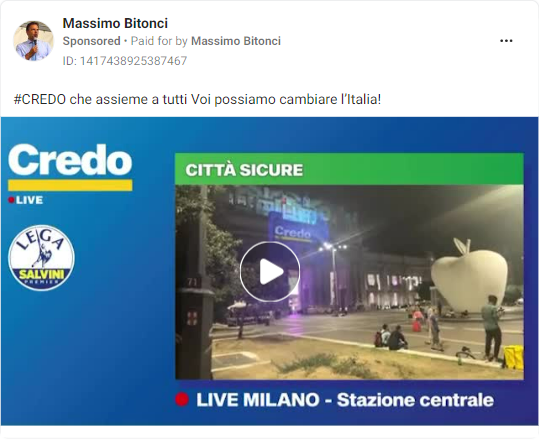 Massimo Bitonci
Sponsored • Paid for by Massimo Bitonci
ID: 1417438925387467
#CREDO che assieme a tutti Voi possiamo cambiare l'Italia!
Credo
LIVE
LEGA
SALVINI
PREMIER
CITTÀ SICURE
Credo
71
LIVE MILANO - Stazione centrale